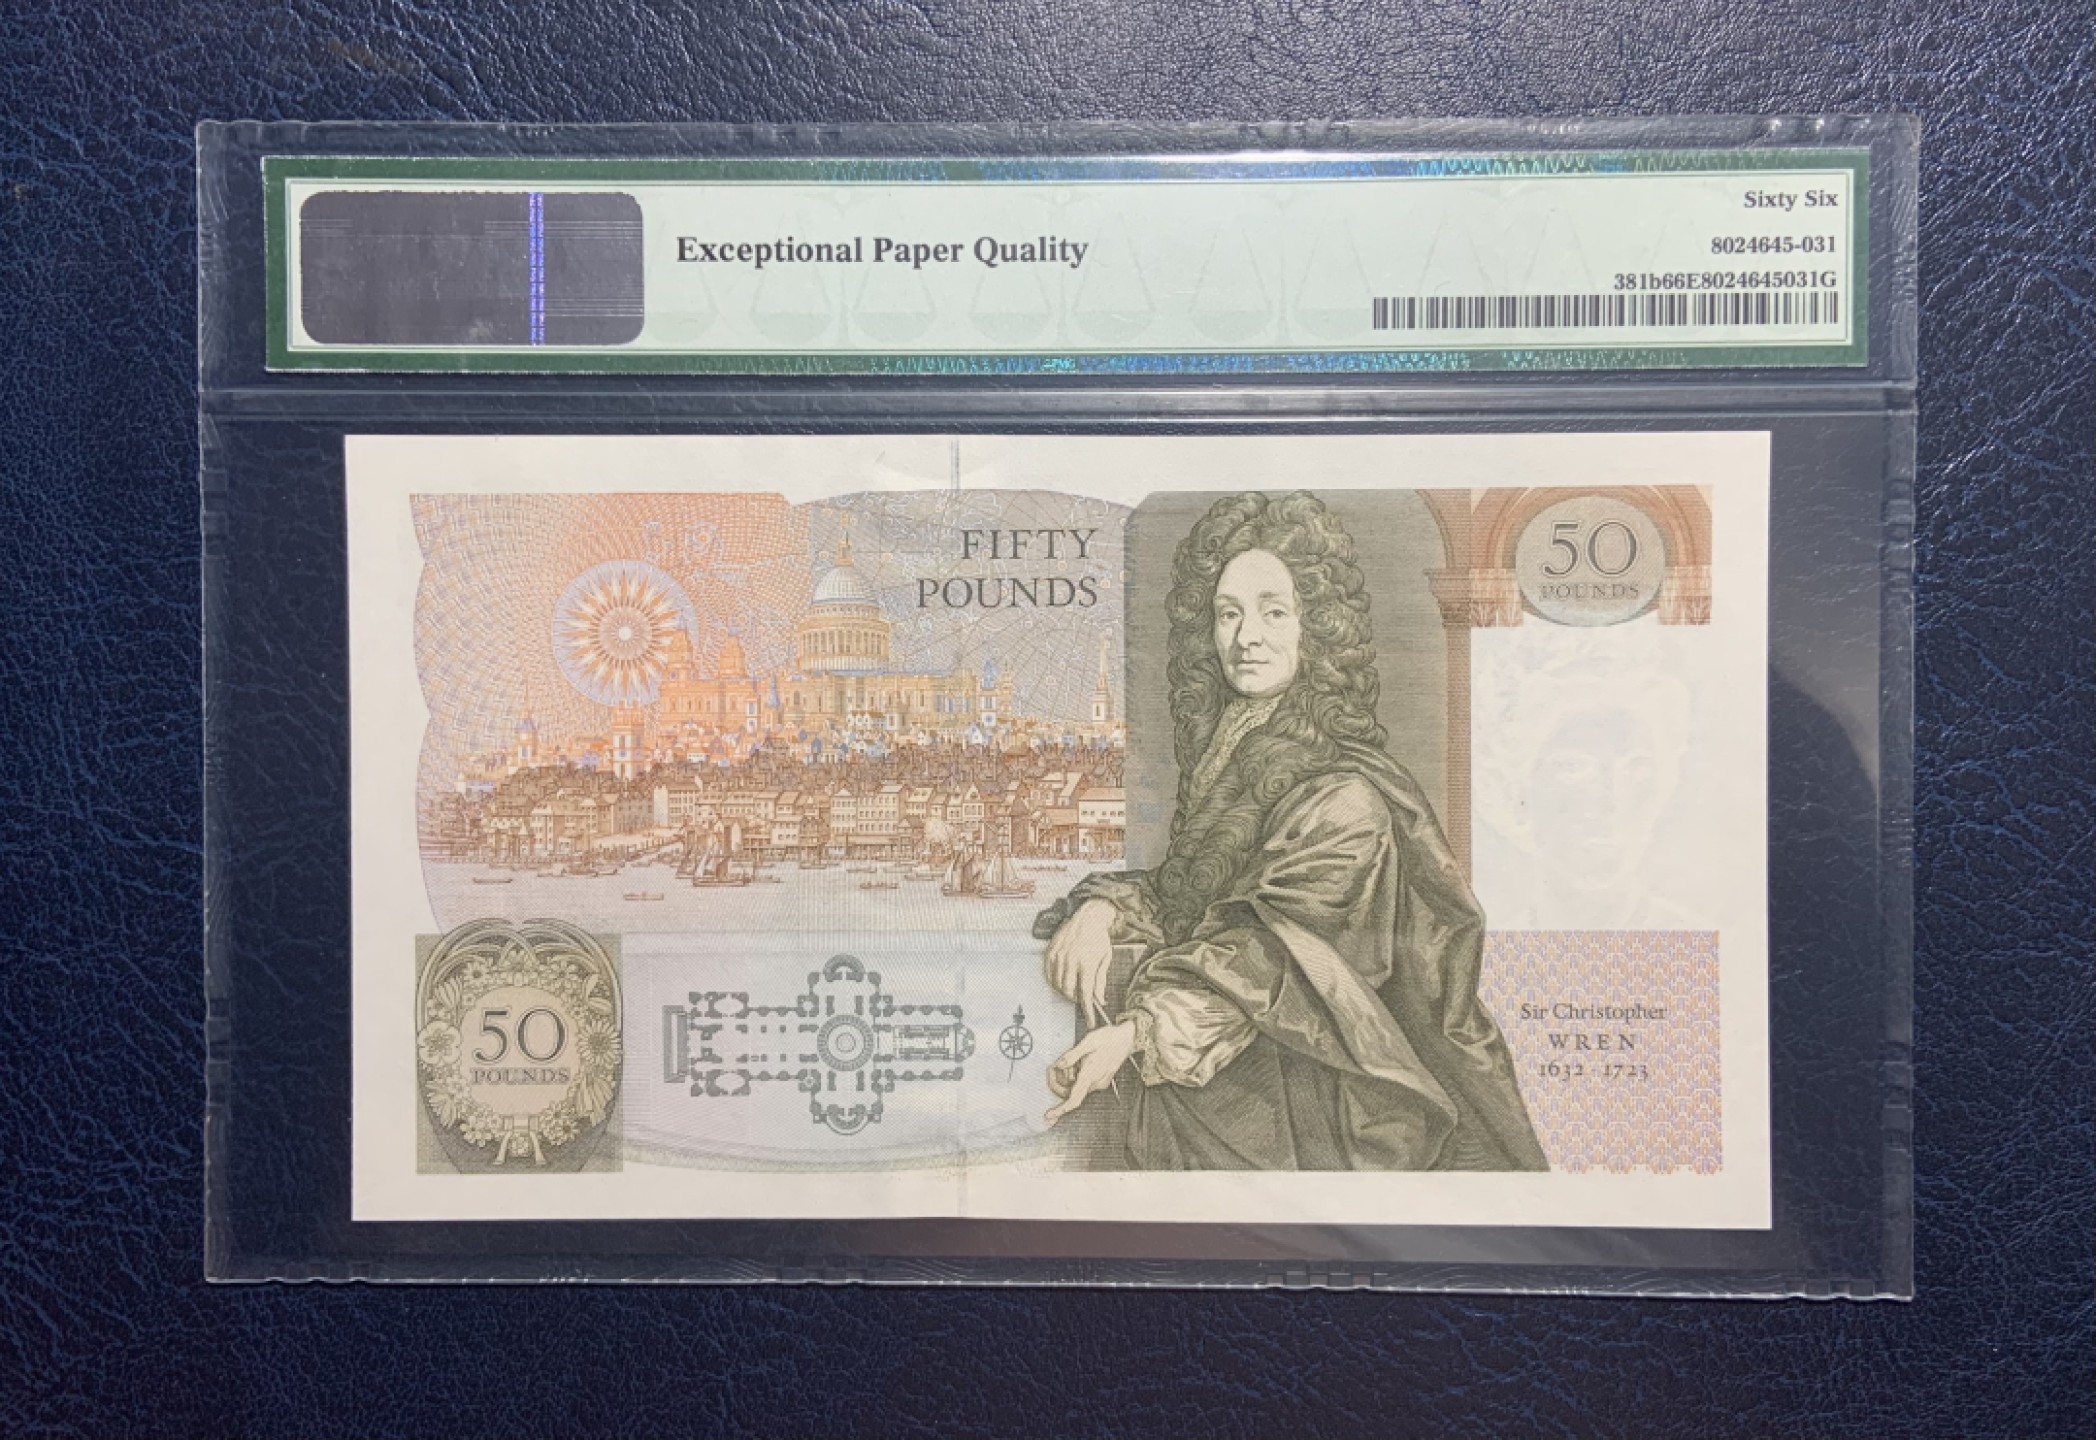 Sixty Six
Exceptional Paper Quality
8024645-031
381b66E8024645031G
FIFTY
POUNDS
50
POUNDS
50
POUNDS
Sir Christopher
WREN
1632 - 1723